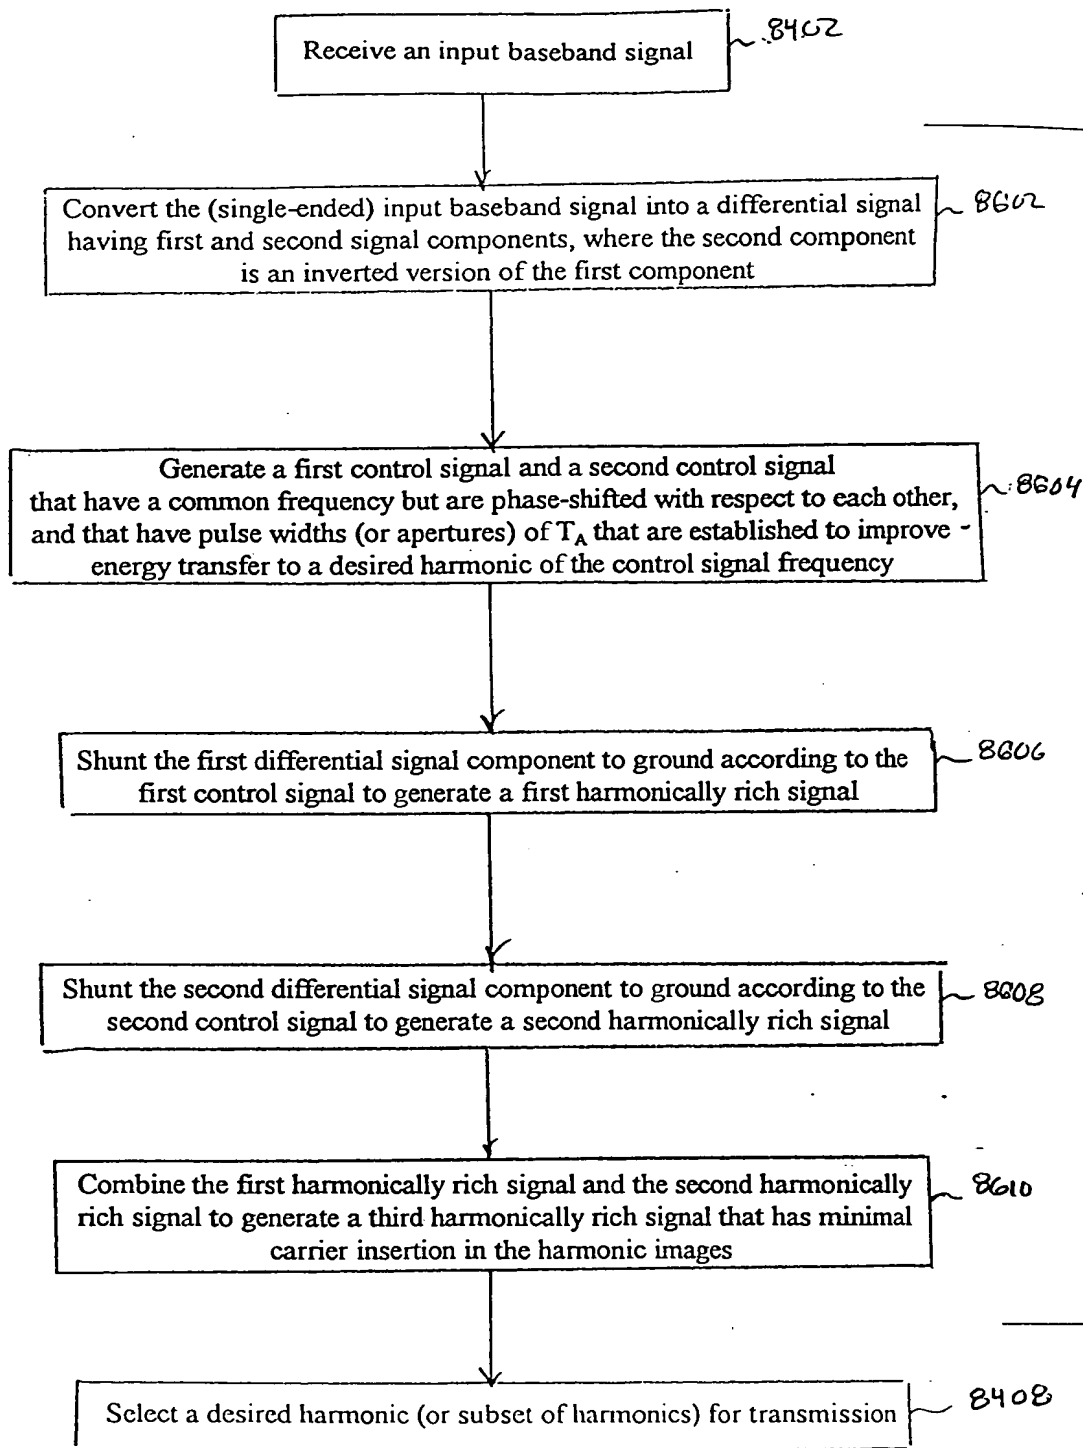 Receive an input baseband signal
8402
Convert the (single-ended) input baseband signal into a differential signal
having first and second signal components, where the second component
is an inverted version of the first component
8602
Generate a first control signal and a second control signal
that have a common frequency but are phase-shifted with respect to each other,
and that have pulse widths (or apertures) of T_A that are established to improve -
energy transfer to a desired harmonic of the control signal frequency
8604
Shunt the first differential signal component to ground according to the
first control signal to generate a first harmonically rich signal
8606
Shunt the second differential signal component to ground according to the
second control signal to generate a second harmonically rich signal
8608
Combine the first harmonically rich signal and the second harmonically
rich signal to generate a third harmonically rich signal that has minimal
carrier insertion in the harmonic images
8610
Select a desired harmonic (or subset of harmonics) for transmission
8408